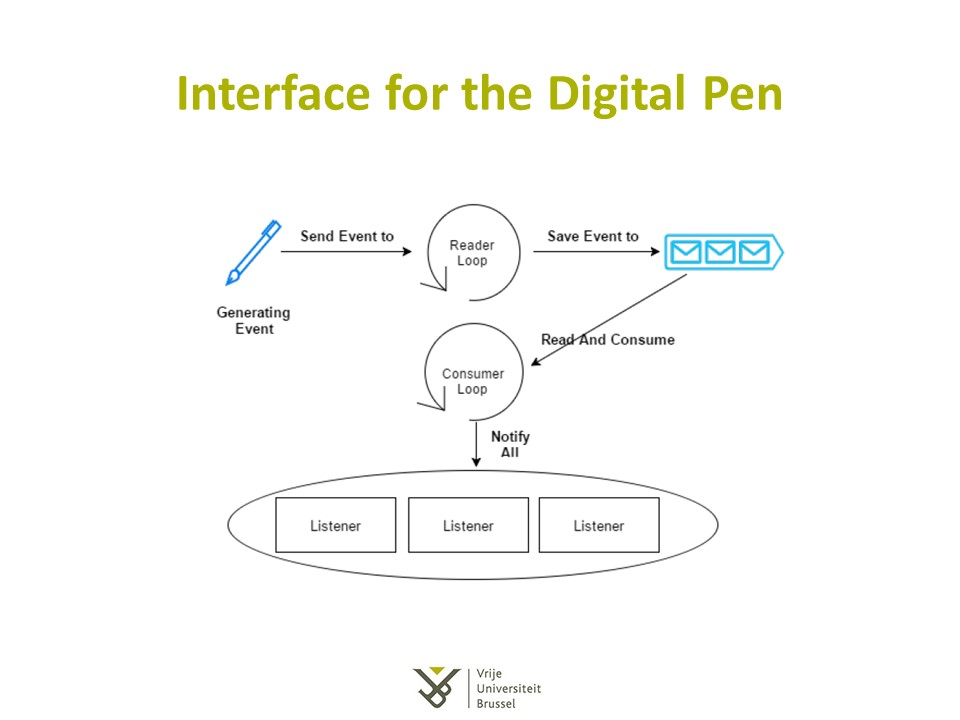 Interface for the Digital Pen
Send Event to
Reader
Loop
Save Event to
Generating
Event
Read And Consume
Consumer
Loop
Notify
All
Listener
Listener
Listener
Vrije
Universiteit
Brussel